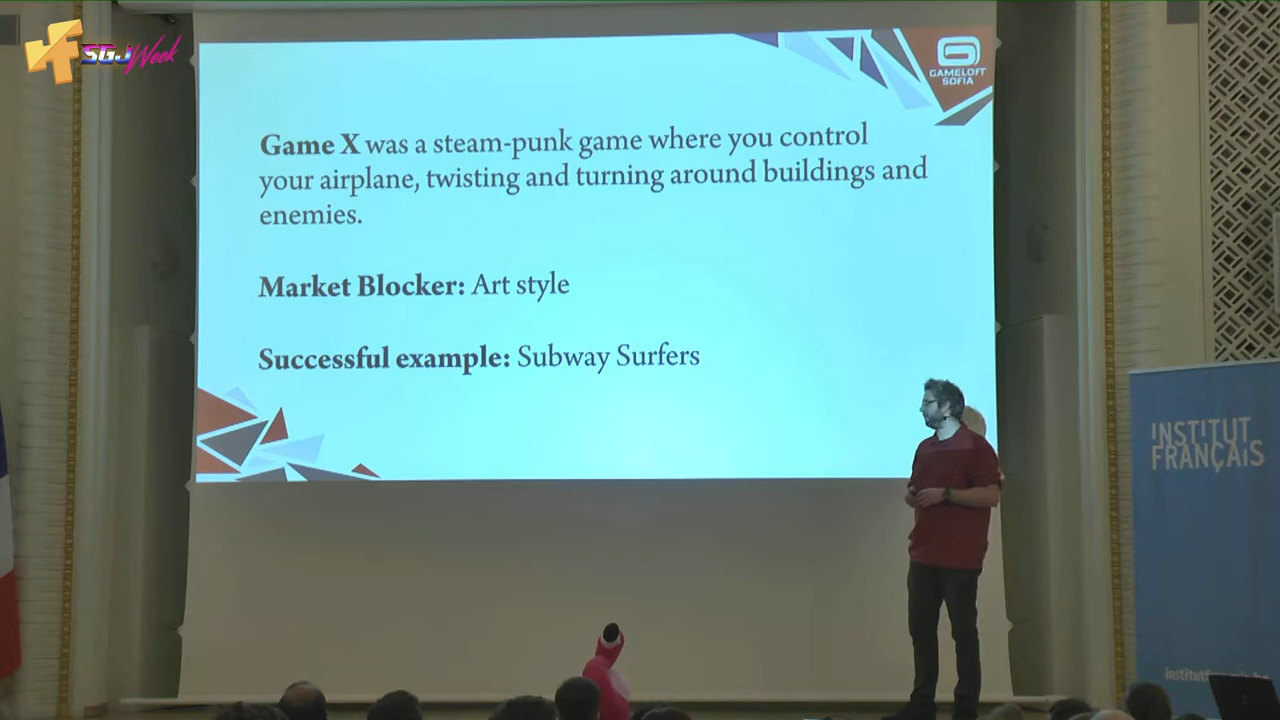 SGJ Week
GAMELOFT
SOFIA
Game X was a steam-punk game where you control
your airplane, twisting and turning around buildings and
enemies.
Market Blocker: Art style
Successful example: Subway Surfers
INSTITUT
FRANÇAIS